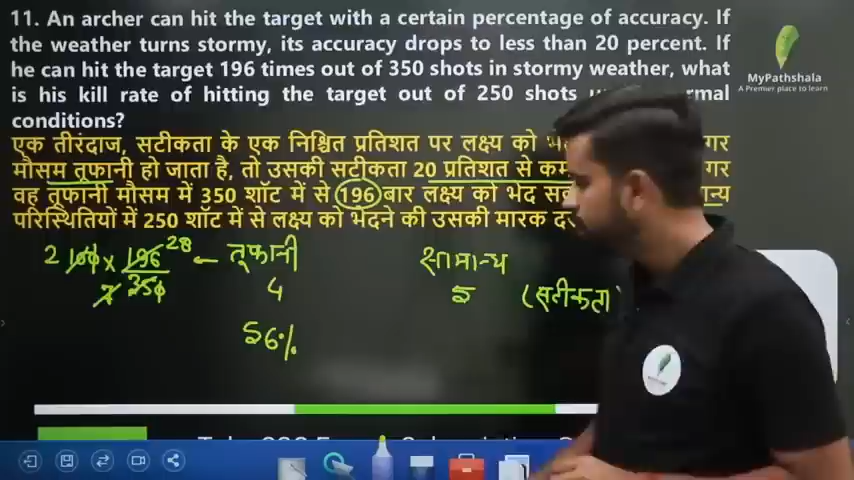 11. An archer can hit the target with a certain percentage of accuracy. If
the weather turns stormy, its accuracy drops to less than 20 percent. If
he can hit the target 196 times out of 350 shots in stormy weather, what
is his kill rate of hitting the target out of 250 shots
conditions?
MyPathshala
A Premier place to learn
एक तीरंदाज, सटीकता के एक निश्चित प्रतिशत पर लक्ष्य को
मौसम तूफानी हो जाता है, तो उसकी सटीकता 20 प्रतिशत से कम
वह तूफानी मौसम में 350 शॉट में से 196 बार लक्ष्य को भेद
परिस्थितियों में 250 शॉट में से लक्ष्य को भेदने की उसकी मारक
2 100 × 196 28 ← तूफानी सामान्य
7 350 4 5 (सटीकता
56%